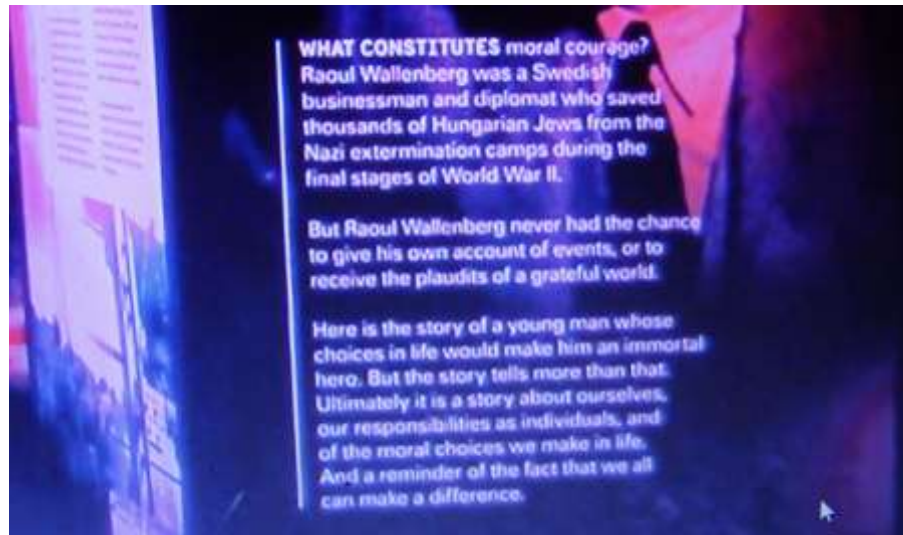 WHAT CONSTITUTES moral courage?
Raoul Wallenberg was a Swedish
businessman and diplomat who saved
thousands of Hungarian Jews from the
Nazi extermination camps during the
final stages of World War II.
But Raoul Wallenberg never had the chance
to give his own account of events, or to
receive the plaudits of a grateful world.
Here is the story of a young man whose
choices in life would make him an immortal
hero. But the story tells more than that.
Ultimately it is a story about ourselves,
our responsibilities as individuals, and
of the moral choices we make in life.
And a reminder of the fact that we all
can make a difference.